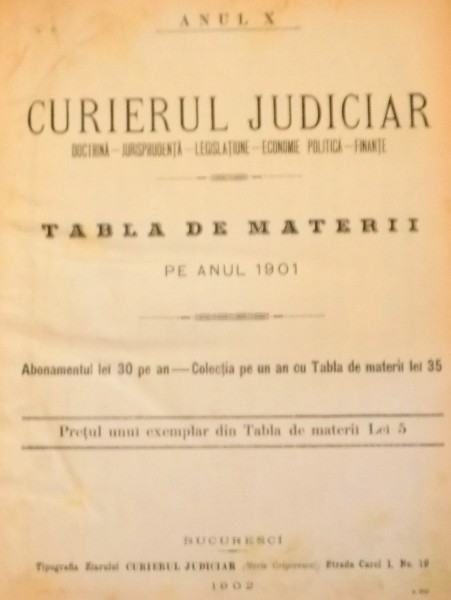 ANUL X
CURIERUL JUDICIAR
DOCTRINĂ — JURISPRUDENȚĂ — LEGISLAȚIUNE — ECONOMIE POLITICĂ — FINANȚE
TABLA DE MATERII
PE ANUL 1901
Abonamentul lei 30 pe an — Colecția pe un an cu Tabla de materii lei 35
Prețul unui exemplar din Tabla de materii Lei 5
BUCURESCĪ
Tipografia Ziarului CURIERUL JUDICIAR Strada Carol I, No. 19
1902